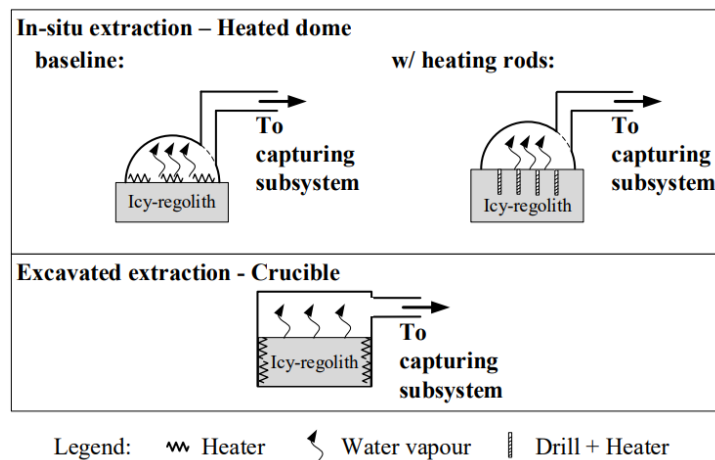 In-situ extraction – Heated dome
baseline:
w/ heating rods:
To
capturing
subsystem
Icy-regolith
To
capturing
subsystem
Icy-regolith
Excavated extraction - Crucible
To
capturing
subsystem
Icy-regolith
Legend: Heater Water vapour Drill + Heater